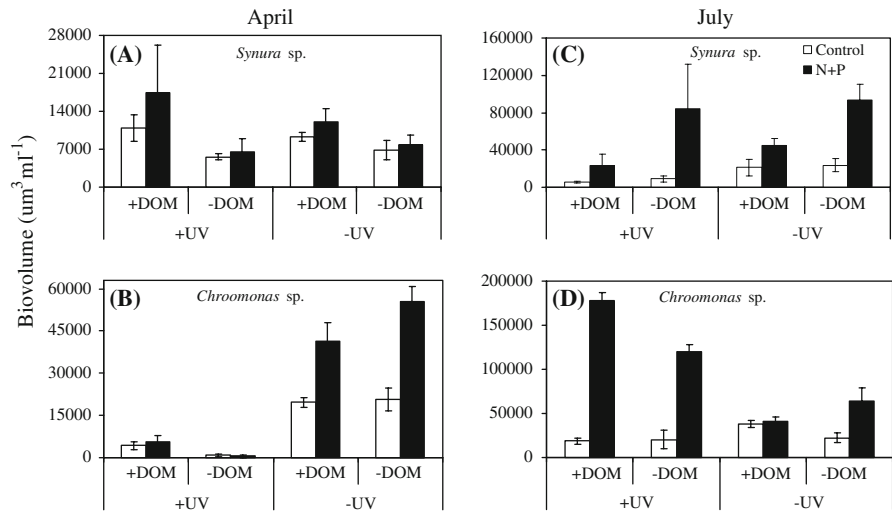 April
July
Biovolume (um³ ml⁻¹)
(A)
Synura sp.
28000
21000
14000
7000
0
+DOM -DOM +DOM -DOM
+UV -UV
(C)
Synura sp.
Control
N+P
160000
120000
80000
40000
0
+DOM -DOM +DOM -DOM
+UV -UV
(B)
Chroomonas sp.
60000
45000
30000
15000
0
+DOM -DOM +DOM -DOM
+UV -UV
(D)
Chroomonas sp.
200000
150000
100000
50000
0
+DOM -DOM +DOM -DOM
+UV -UV